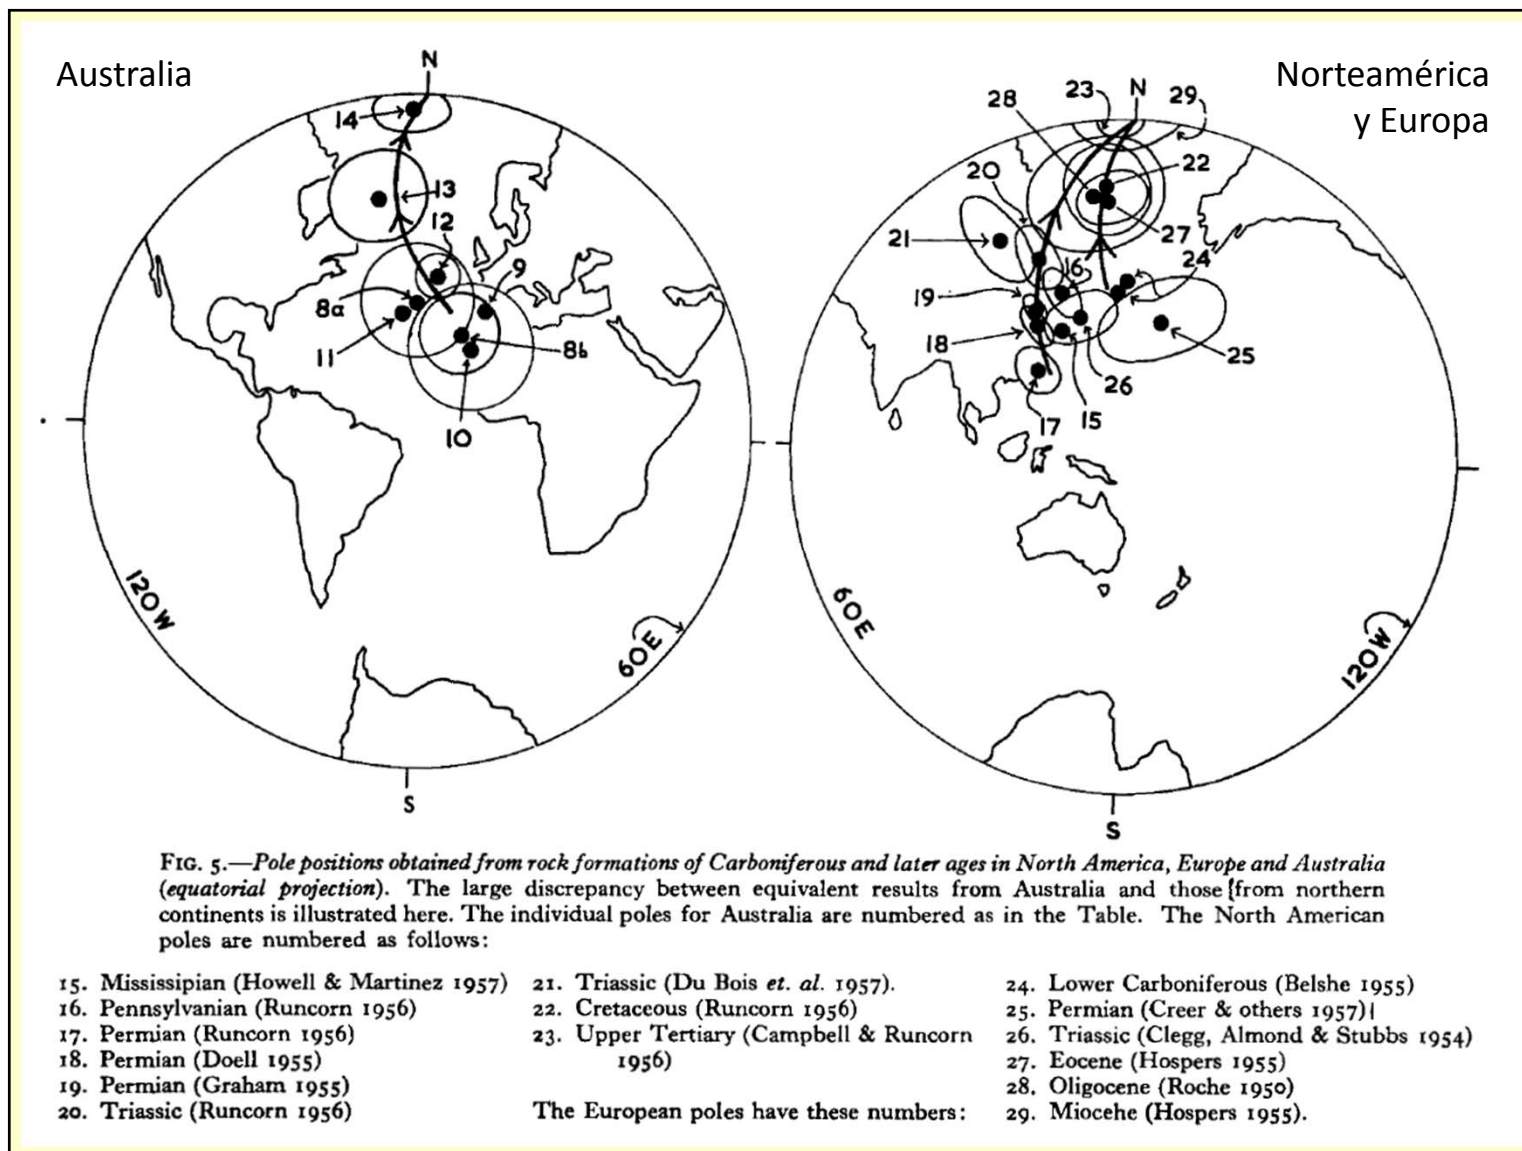 Australia
N
14
13
12
9
8a
11
8b
10
120W
60E
S
Norteamérica
y Europa
28
23
N
29
20
22
21
27
16
24
19
18
25
26
17
15
60E
120W
S
FIG. 5.—Pole positions obtained from rock formations of Carboniferous and later ages in North America, Europe and Australia
(equatorial projection). The large discrepancy between equivalent results from Australia and those [from northern
continents is illustrated here. The individual poles for Australia are numbered as in the Table. The North American
poles are numbered as follows:
15. Mississipian (Howell & Martinez 1957)
16. Pennsylvanian (Runcorn 1956)
17. Permian (Runcorn 1956)
18. Permian (Doell 1955)
19. Permian (Graham 1955)
20. Triassic (Runcorn 1956)
21. Triassic (Du Bois et. al. 1957).
22. Cretaceous (Runcorn 1956)
23. Upper Tertiary (Campbell & Runcorn
1956)
The European poles have these numbers:
24. Lower Carboniferous (Belshe 1955)
25. Permian (Creer & others 1957)|
26. Triassic (Clegg, Almond & Stubbs 1954)
27. Eocene (Hospers 1955)
28. Oligocene (Roche 1950)
29. Miocehe (Hospers 1955).